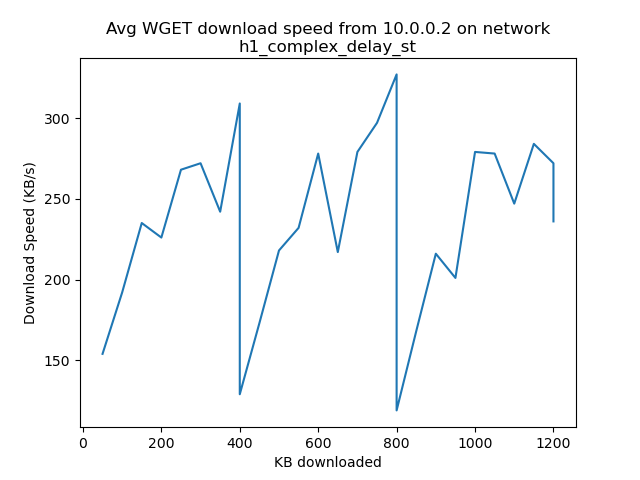 Avg WGET download speed from 10.0.0.2 on network
h1_complex_delay_st
300
250
200
150
Download Speed (KB/s)
0 200 400 600 800 1000 1200
KB downloaded